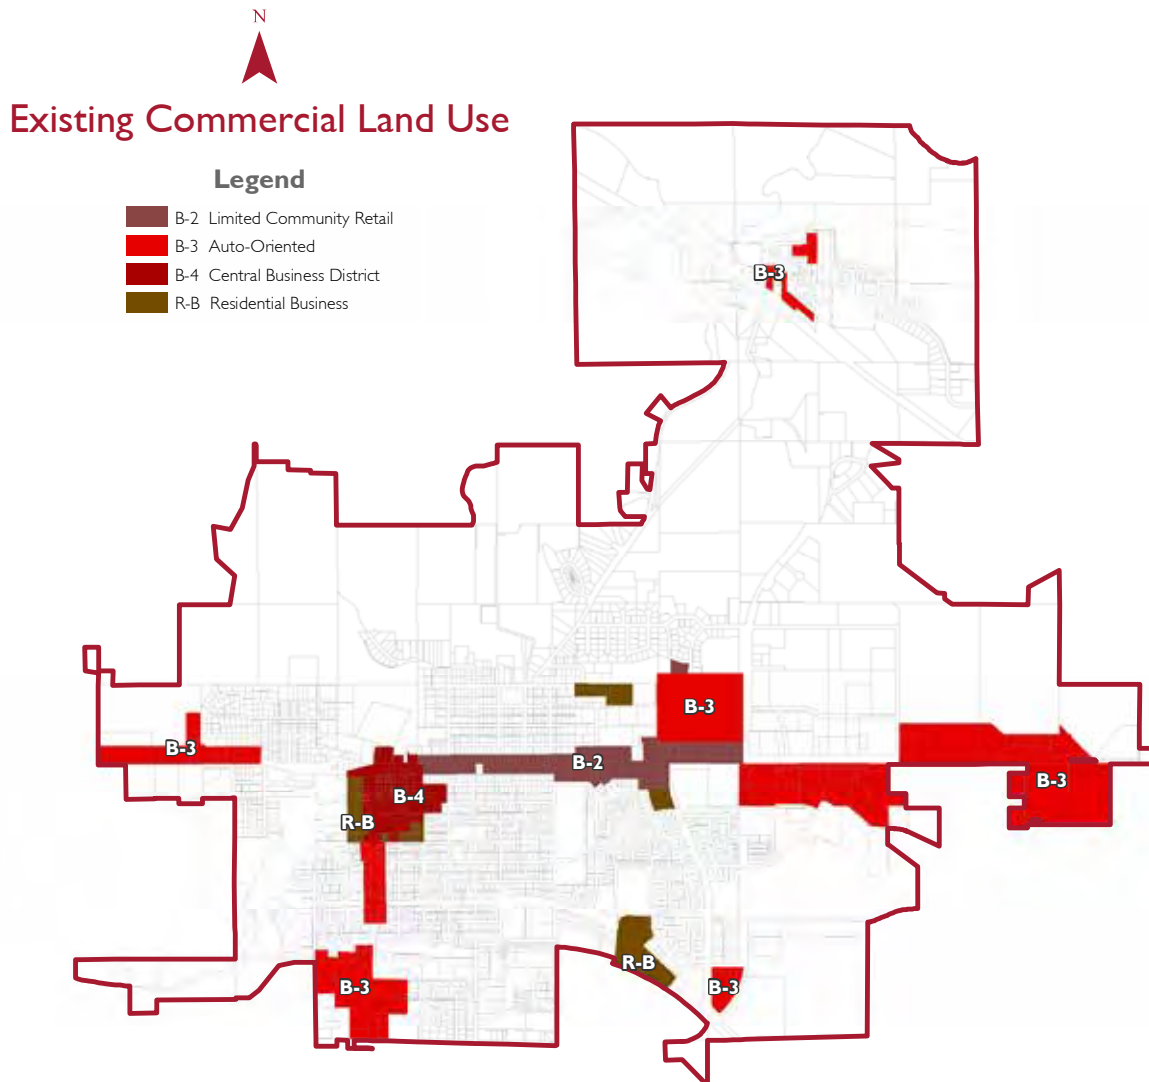 N
Existing Commercial Land Use
Legend
B-2 Limited Community Retail
B-3 Auto-Oriented
B-4 Central Business District
R-B Residential Business
B-3
B-3
B-3
B-2
B-3
B-4
R-B
R-B
B-3
B-3